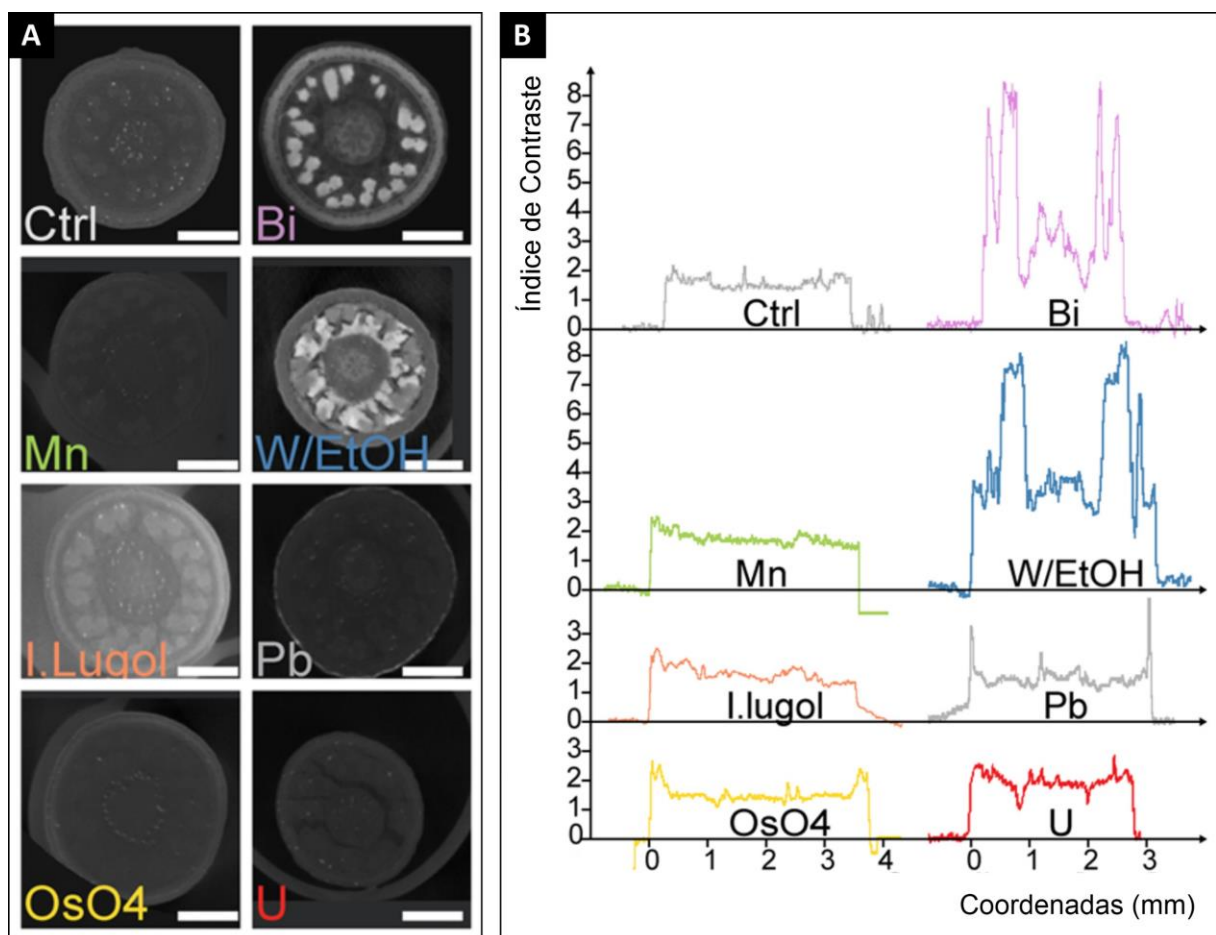 A
Ctrl
Bi
Mn
W/EtOH
I.Lugol
Pb
OsO4
U
B
Índice de Contraste
8
7
6
5
4
3
2
1
0
Ctrl
Bi
8
7
6
5
4
3
2
1
0
Mn
W/EtOH
3
2
1
0
I.lugol
Pb
3
2
1
0
OsO4
U
0 1 2 3 4 0 1 2 3
Coordenadas (mm)